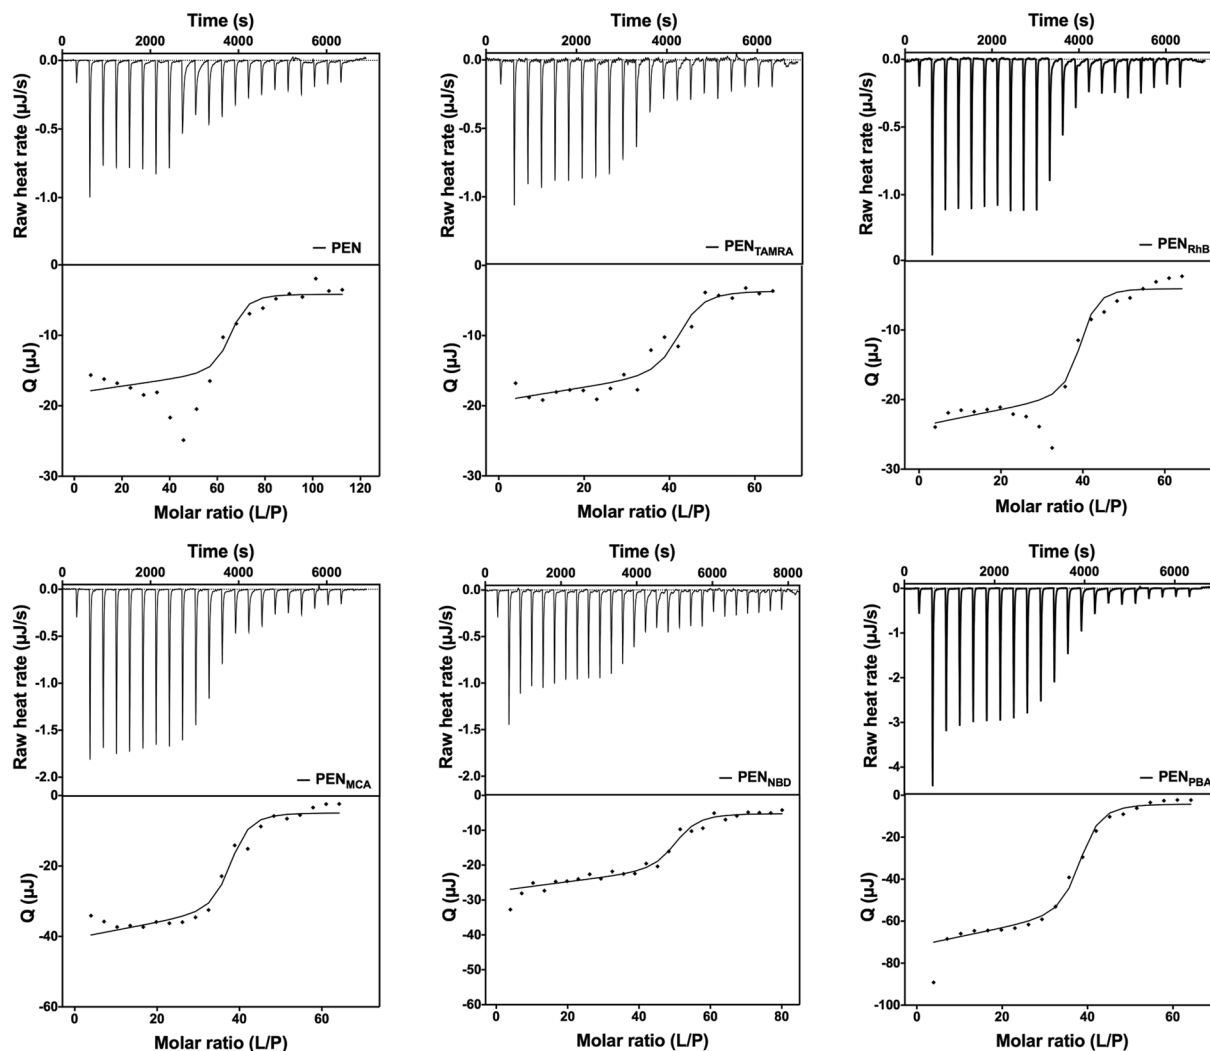 Time (s)
0 2000 4000 6000
Raw heat rate (µJ/s)
0.0
-0.5
-1.0
— PEN
Q (µJ)
0
-10
-20
-30
0 20 40 60 80 100 120
Molar ratio (L/P)
Time (s)
0 2000 4000 6000
Raw heat rate (µJ/s)
0.0
-0.5
-1.0
— PENTAMRA
Q (µJ)
0
-10
-20
-30
0 20 40 60
Molar ratio (L/P)
Time (s)
0 2000 4000 6000
Raw heat rate (µJ/s)
0.0
-0.5
-1.0
— PENRhB
Q (µJ)
0
-10
-20
-30
0 20 40 60
Molar ratio (L/P)
Time (s)
0 2000 4000 6000
Raw heat rate (µJ/s)
0.0
-0.5
-1.0
-1.5
-2.0
— PENMCA
Q (µJ)
0
-20
-40
-60
0 20 40 60
Molar ratio (L/P)
Time (s)
0 2000 4000 6000 8000
Raw heat rate (µJ/s)
0.0
-0.5
-1.0
-1.5
-2.0
— PENNBD
Q (µJ)
0
-10
-20
-30
-40
-50
-60
0 20 40 60 80
Molar ratio (L/P)
Time (s)
0 2000 4000 6000
Raw heat rate (µJ/s)
0.0
-1
-2
-3
-4
— PENPBA
Q (µJ)
0
-20
-40
-60
-80
-100
0 20 40 60
Molar ratio (L/P)